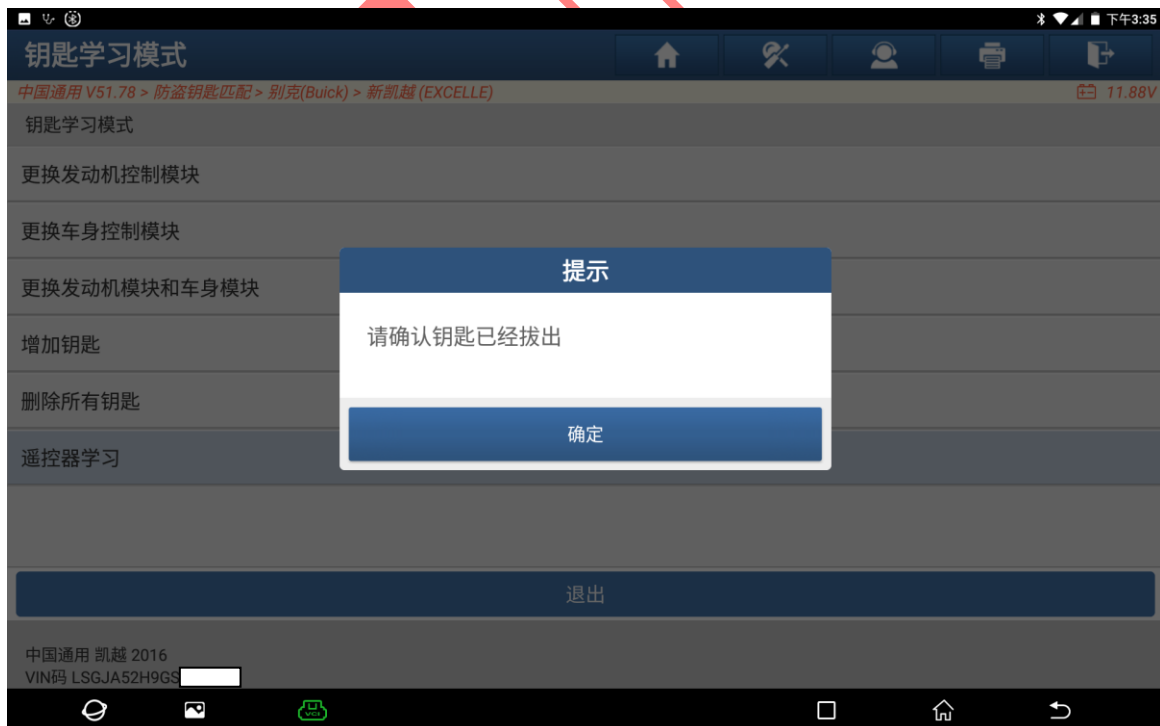 下午3:35
钥匙学习模式
中国通用 V51.78 > 防盗钥匙匹配 > 别克(Buick) > 新凯越 (EXCELLE)
11.88V
钥匙学习模式
更换发动机控制模块
更换车身控制模块
更换发动机模块和车身模块
增加钥匙
删除所有钥匙
遥控器学习
提示
请确认钥匙已经拔出
确定
退出
中国通用 凯越 2016
VIN码 LSGJA52H9GS
VCI